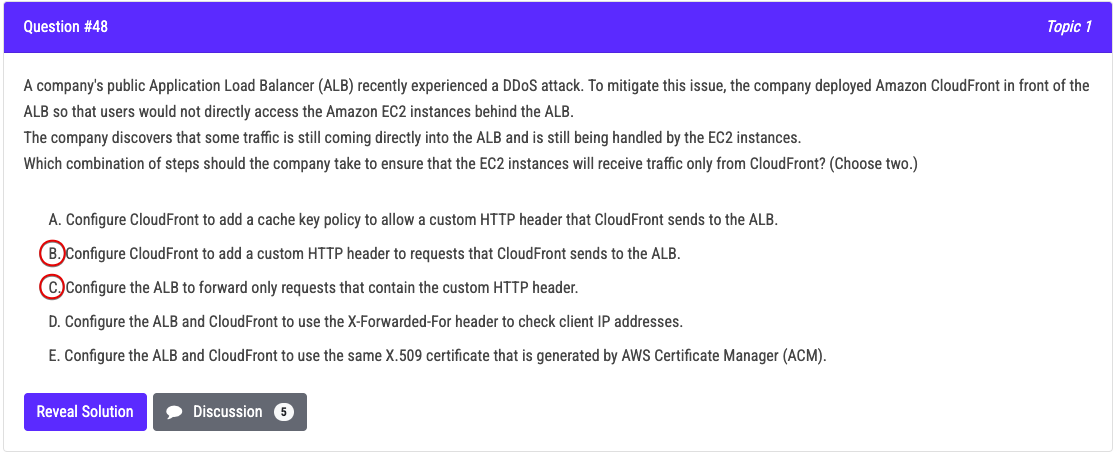 Question #48
Topic 1
A company's public Application Load Balancer (ALB) recently experienced a DDoS attack. To mitigate this issue, the company deployed Amazon CloudFront in front of the
ALB so that users would not directly access the Amazon EC2 instances behind the ALB.
The company discovers that some traffic is still coming directly into the ALB and is still being handled by the EC2 instances.
Which combination of steps should the company take to ensure that the EC2 instances will receive traffic only from CloudFront? (Choose two.)
A. Configure CloudFront to add a cache key policy to allow a custom HTTP header that CloudFront sends to the ALB.
B. Configure CloudFront to add a custom HTTP header to requests that CloudFront sends to the ALB.
C. Configure the ALB to forward only requests that contain the custom HTTP header.
D. Configure the ALB and CloudFront to use the X-Forwarded-For header to check client IP addresses.
E. Configure the ALB and CloudFront to use the same X.509 certificate that is generated by AWS Certificate Manager (ACM).
Reveal Solution
Discussion 5